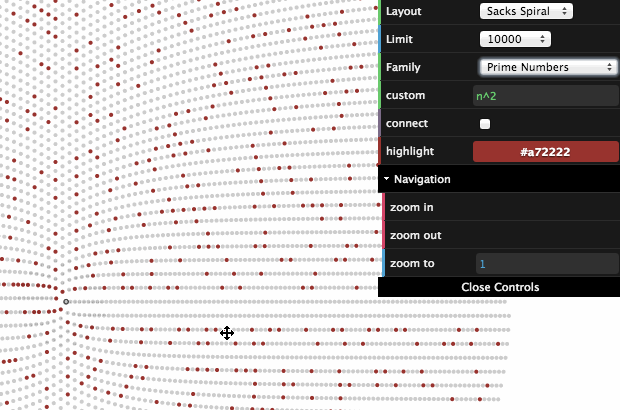 Layout Sacks Spiral
Limit 10000
Family Prime Numbers
custom n^2
connect
highlight #a72222
Navigation
zoom in
zoom out
zoom to 1
Close Controls